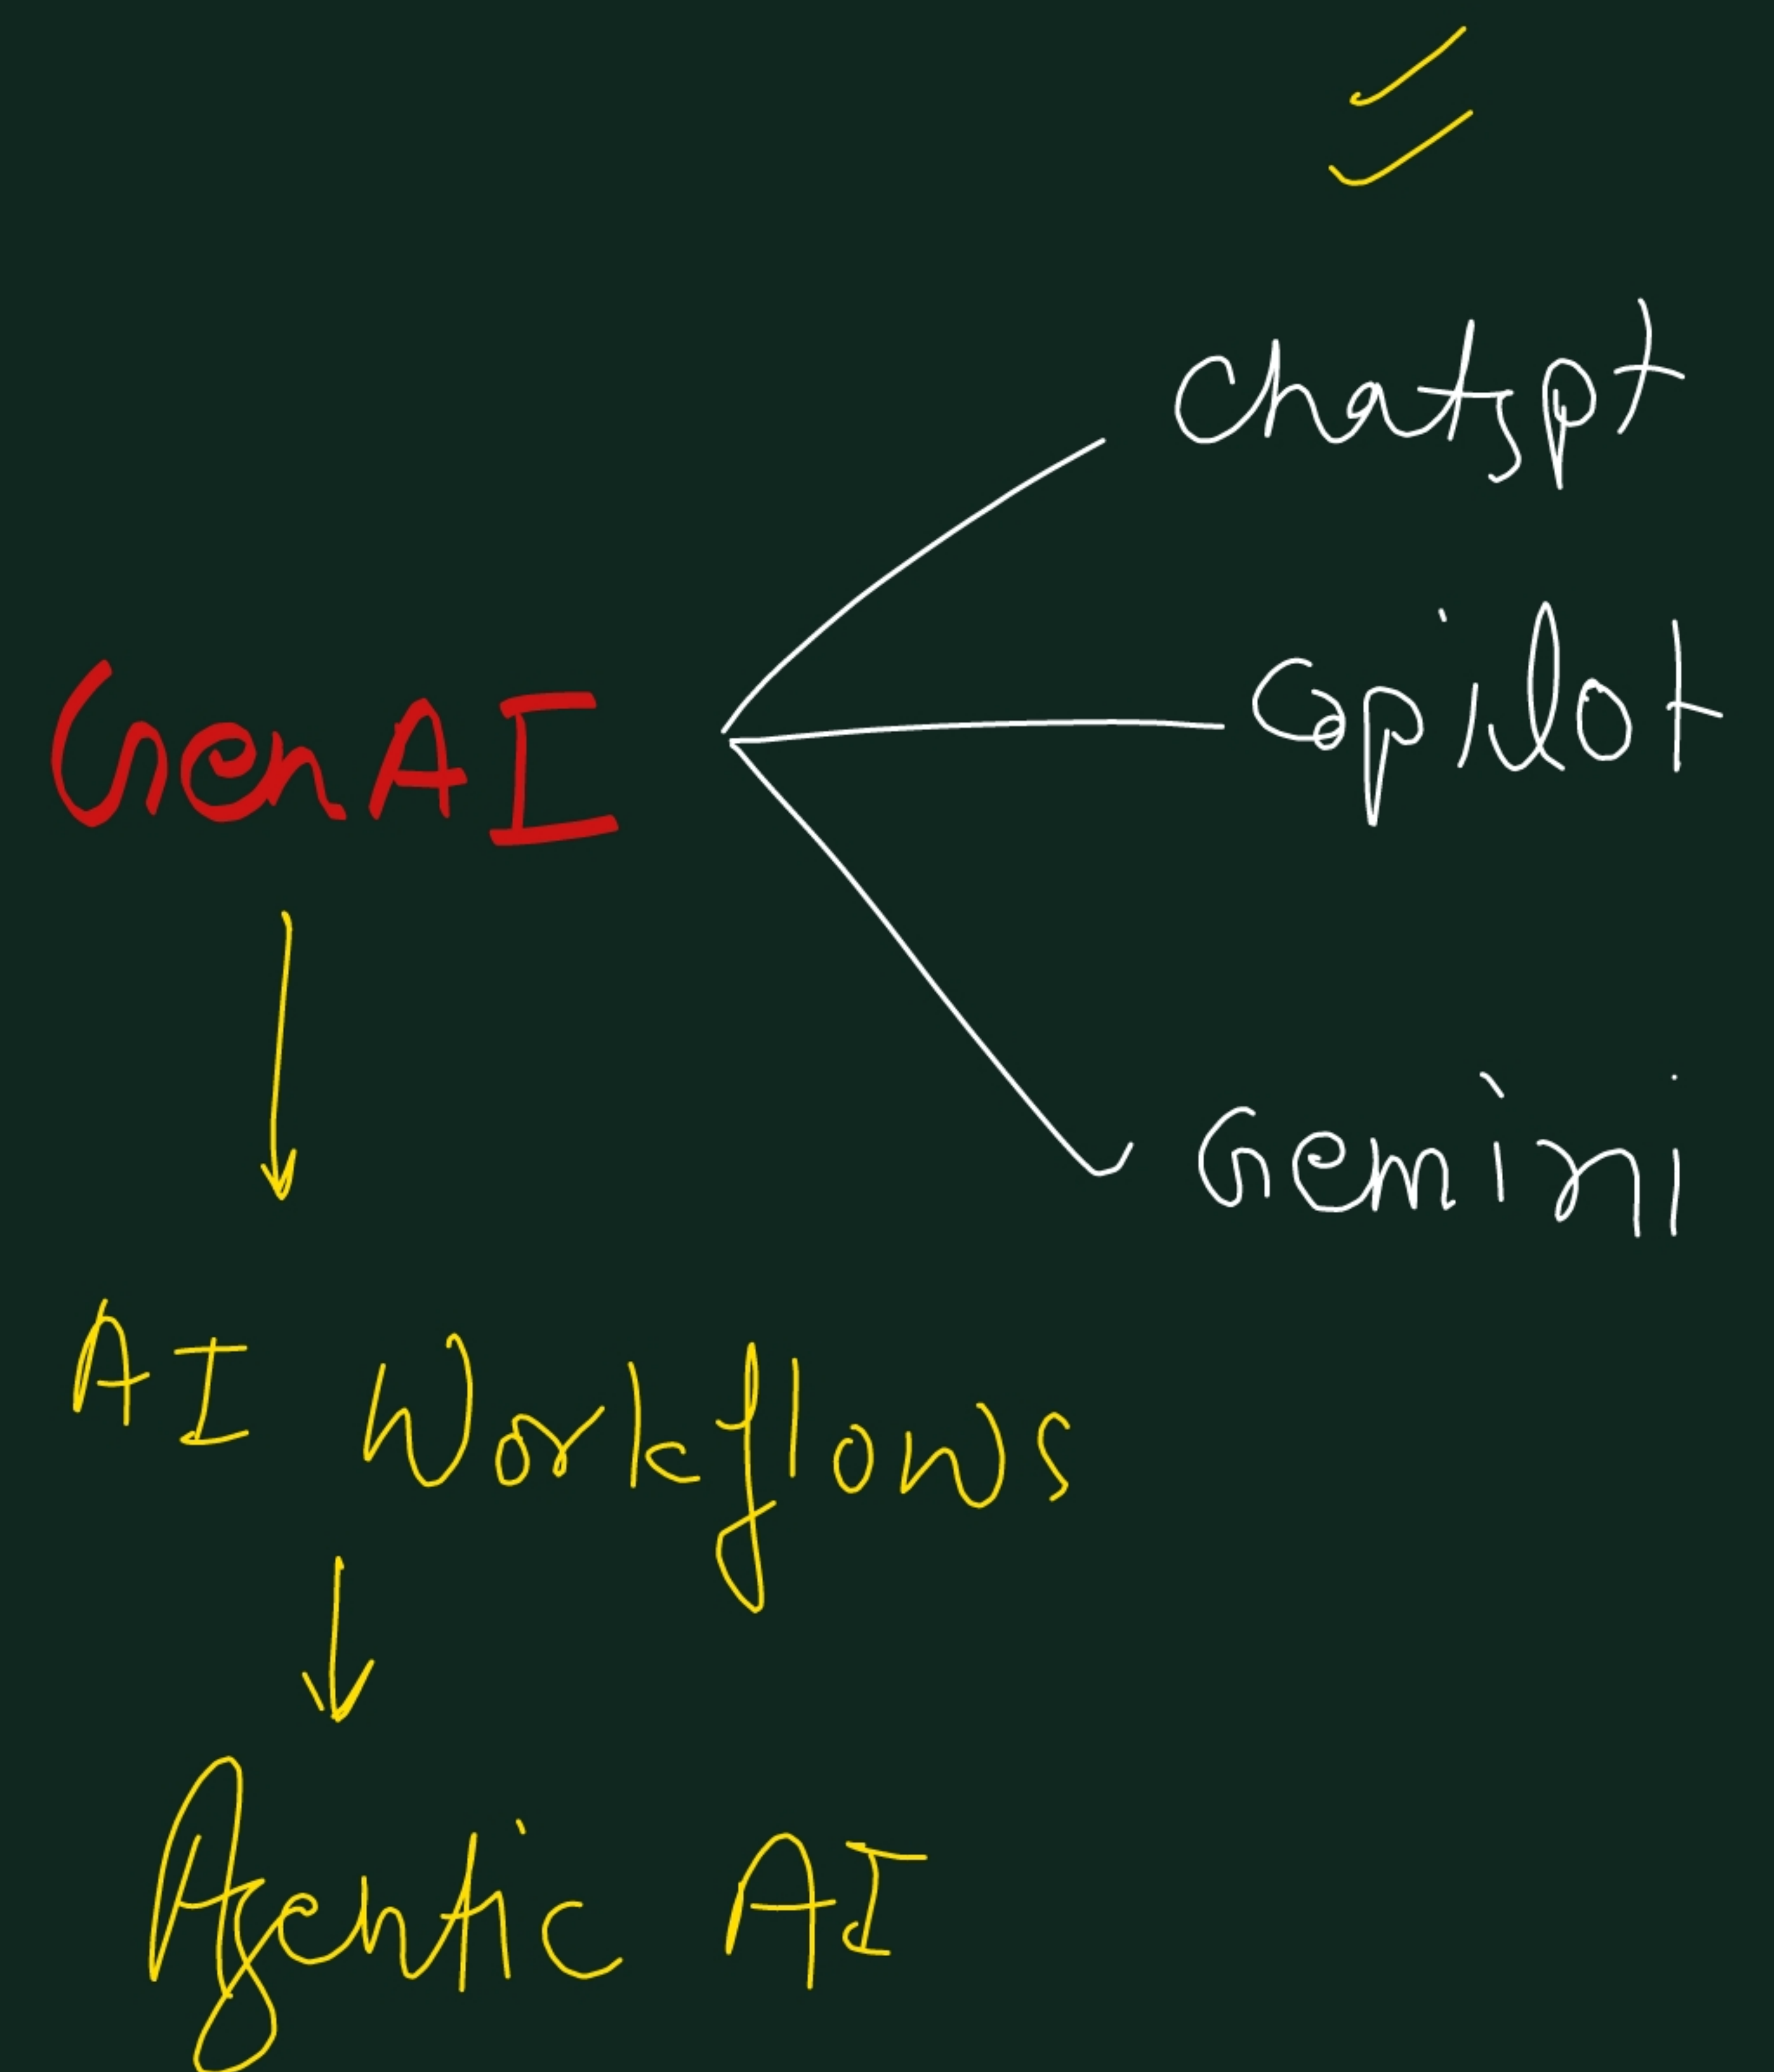 Chatgpt
Copilot
GenAI
Gemini
AI Workflows
Agentic AI